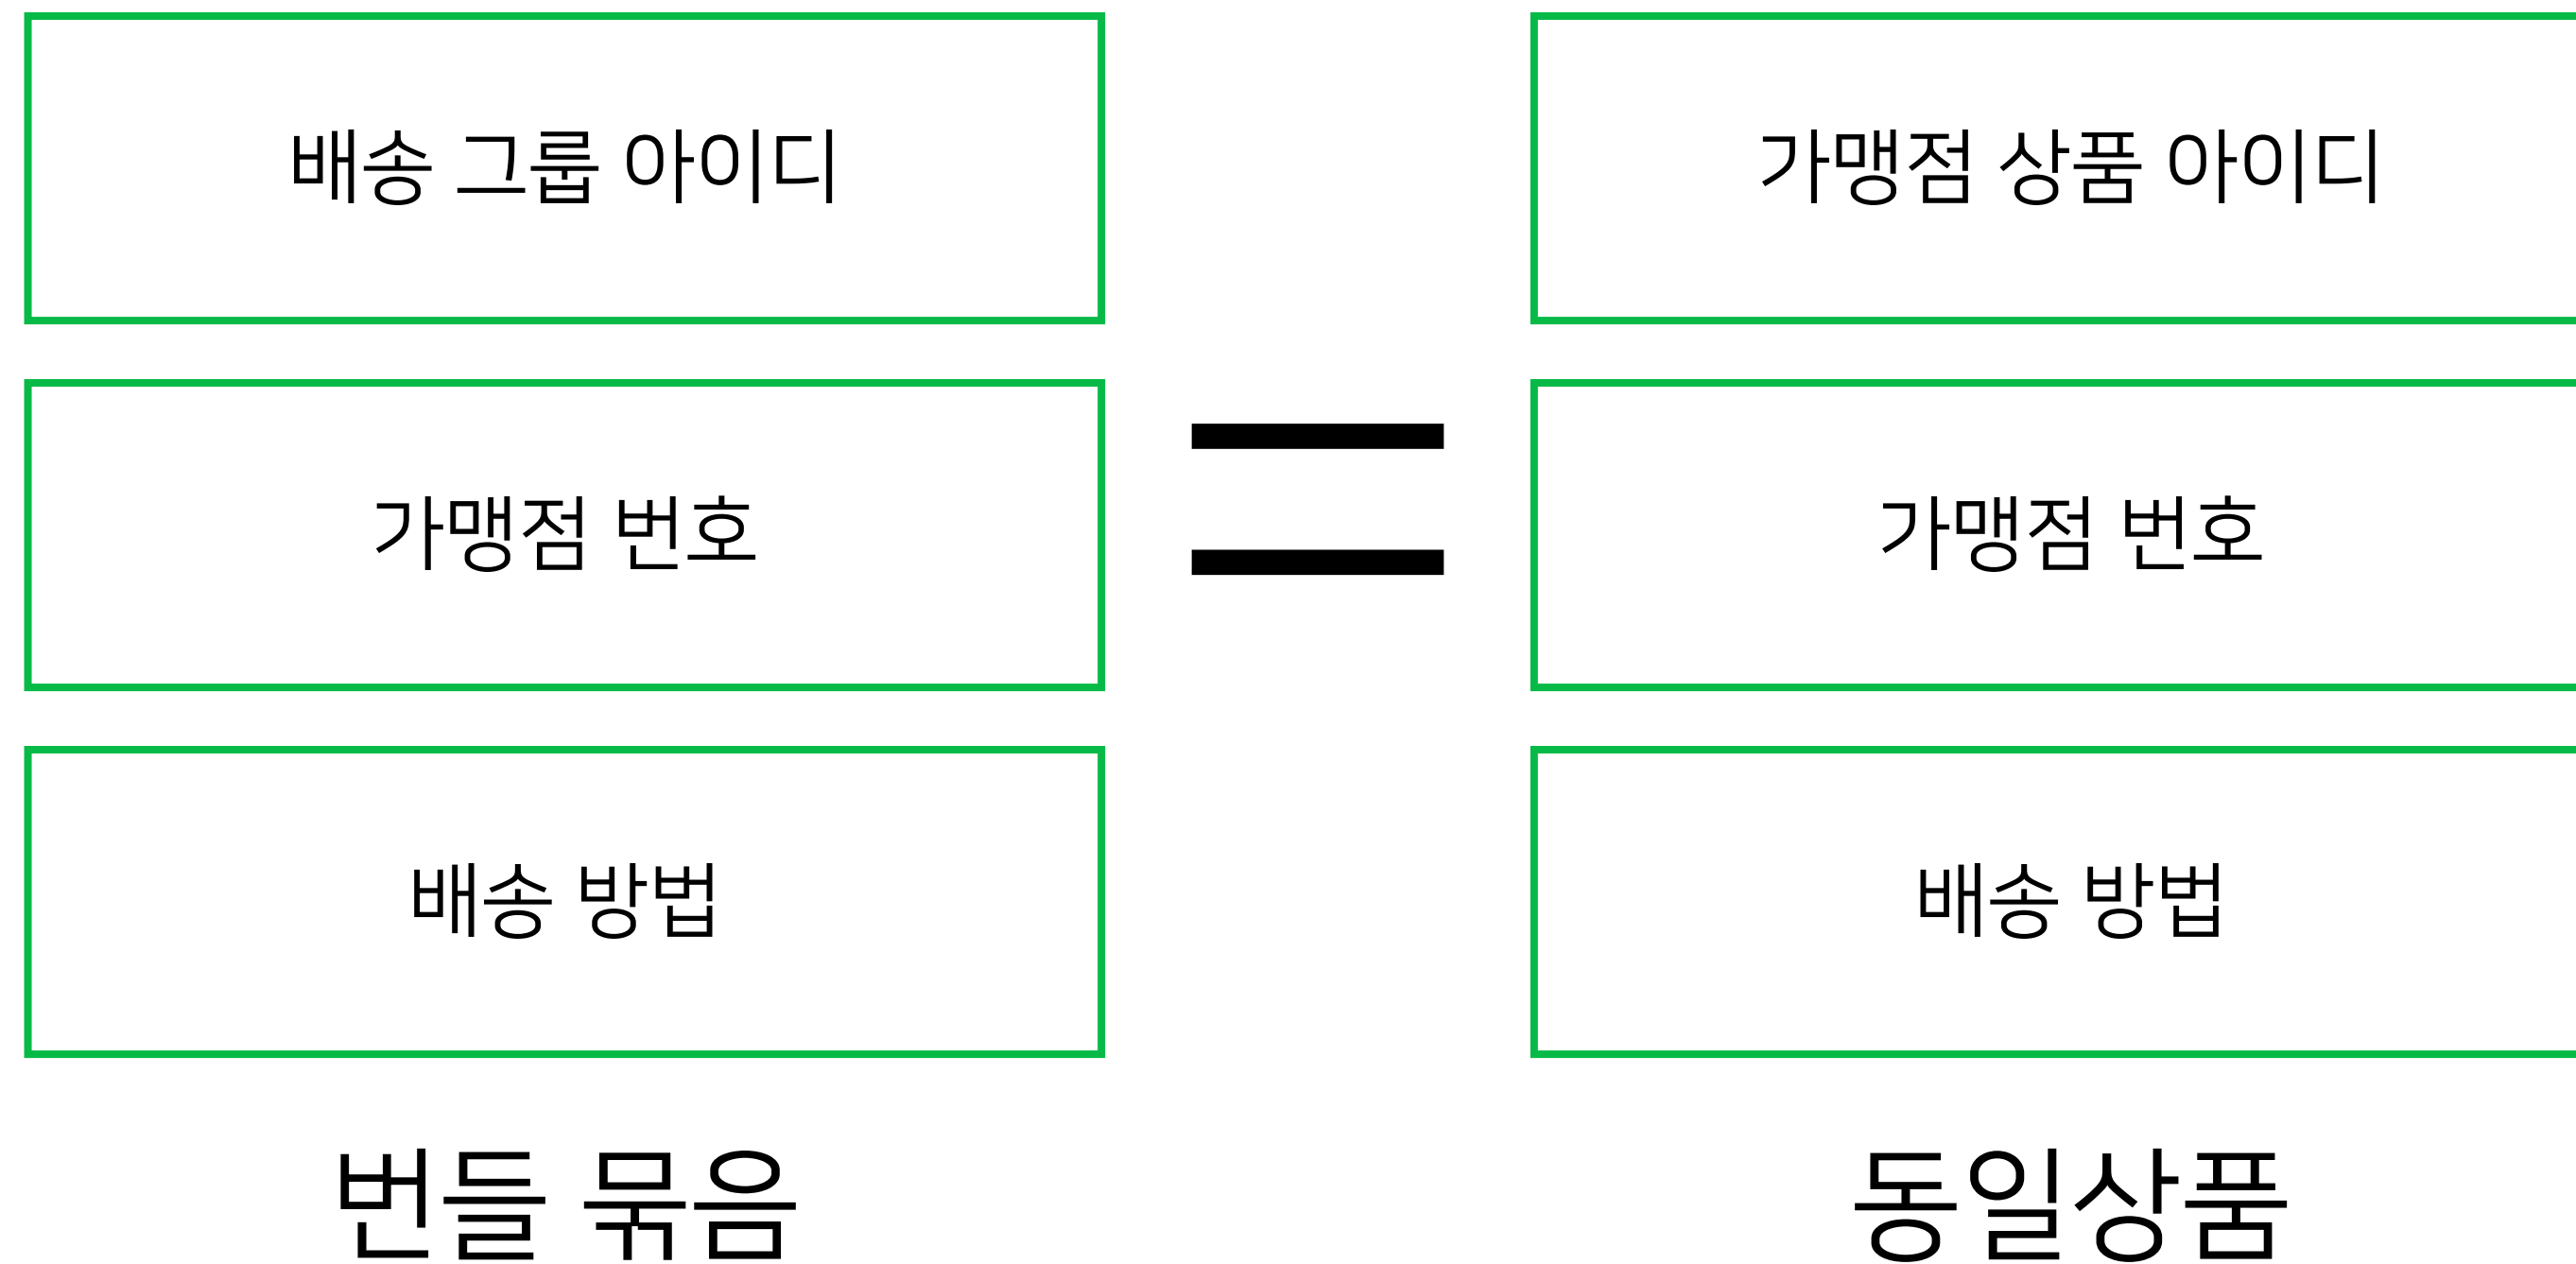 배송 그룹 아이디
가맹점 번호
배송 방법
번들 묶음
=
가맹점 상품 아이디
가맹점 번호
배송 방법
동일상품